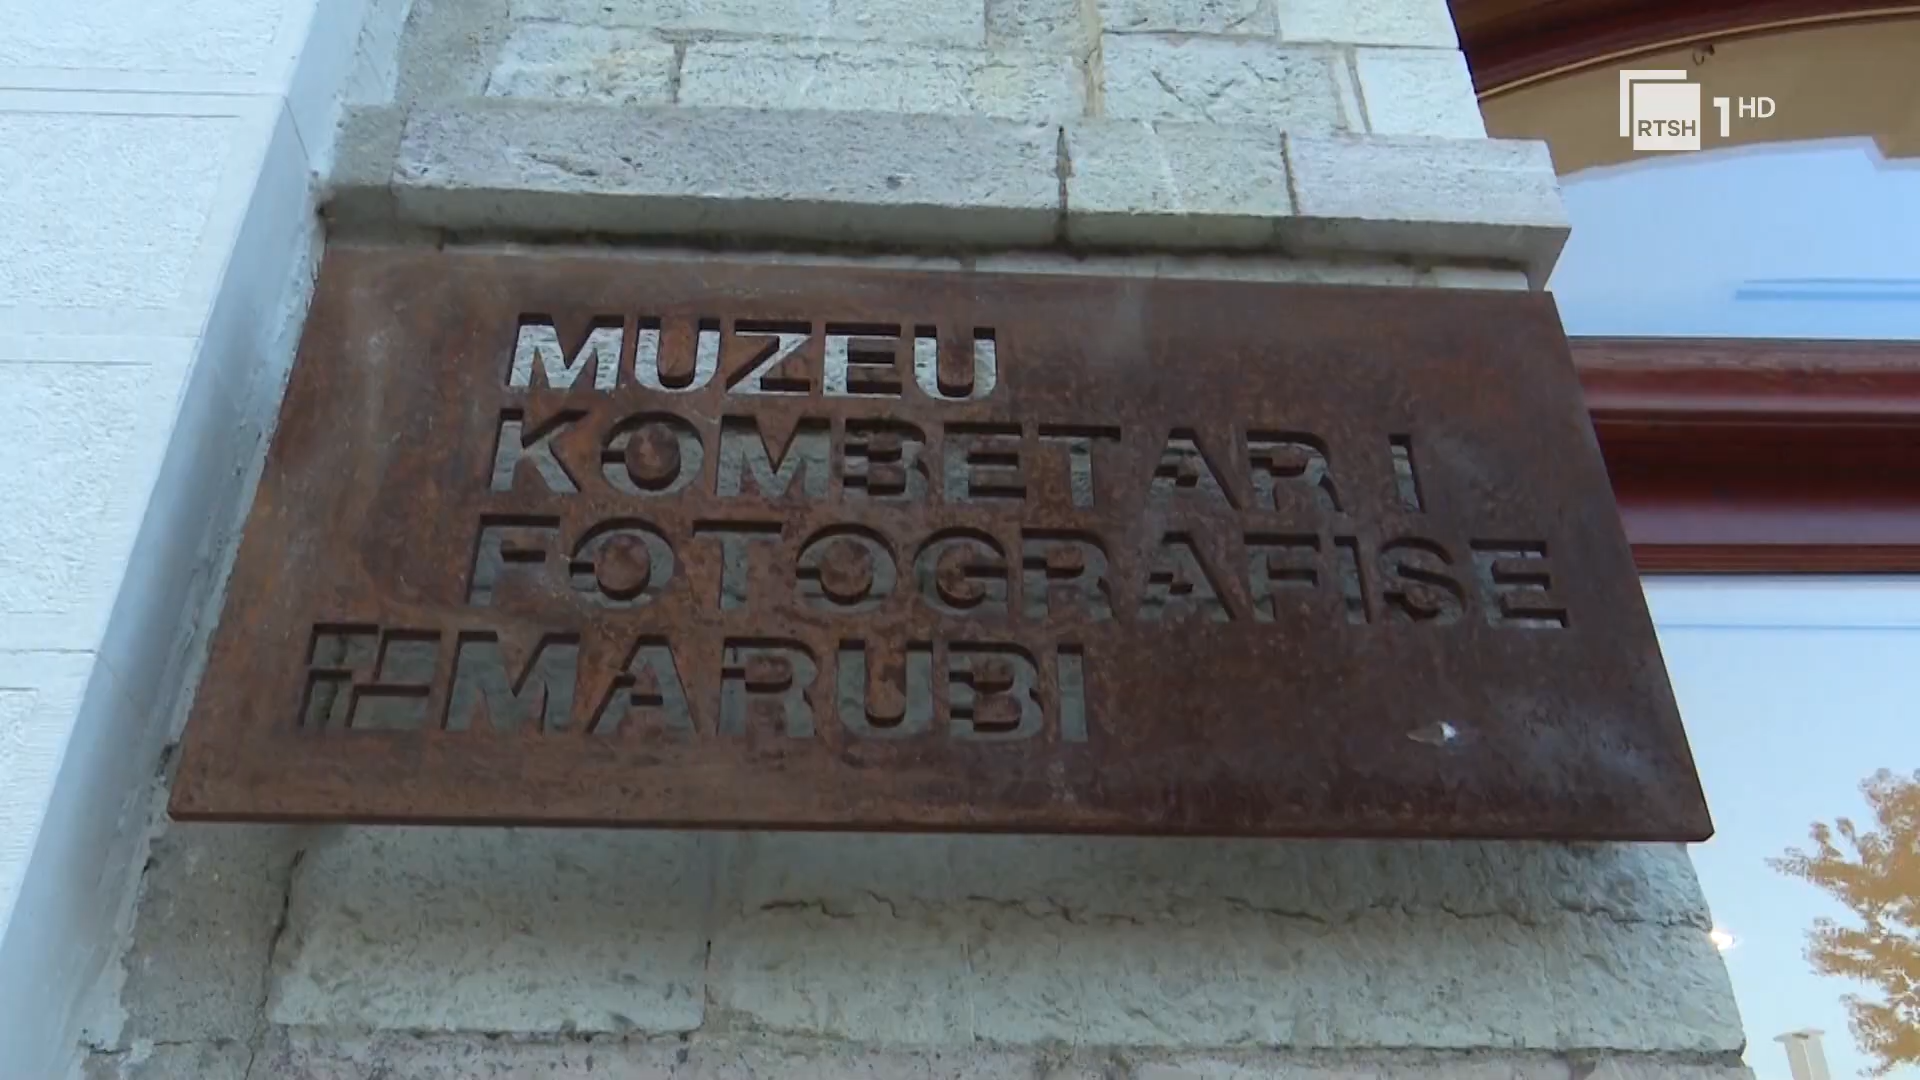 RTSH 1 HD
MUZEU
KOMBETAR I
FOTOGRAFISE
MARUBI